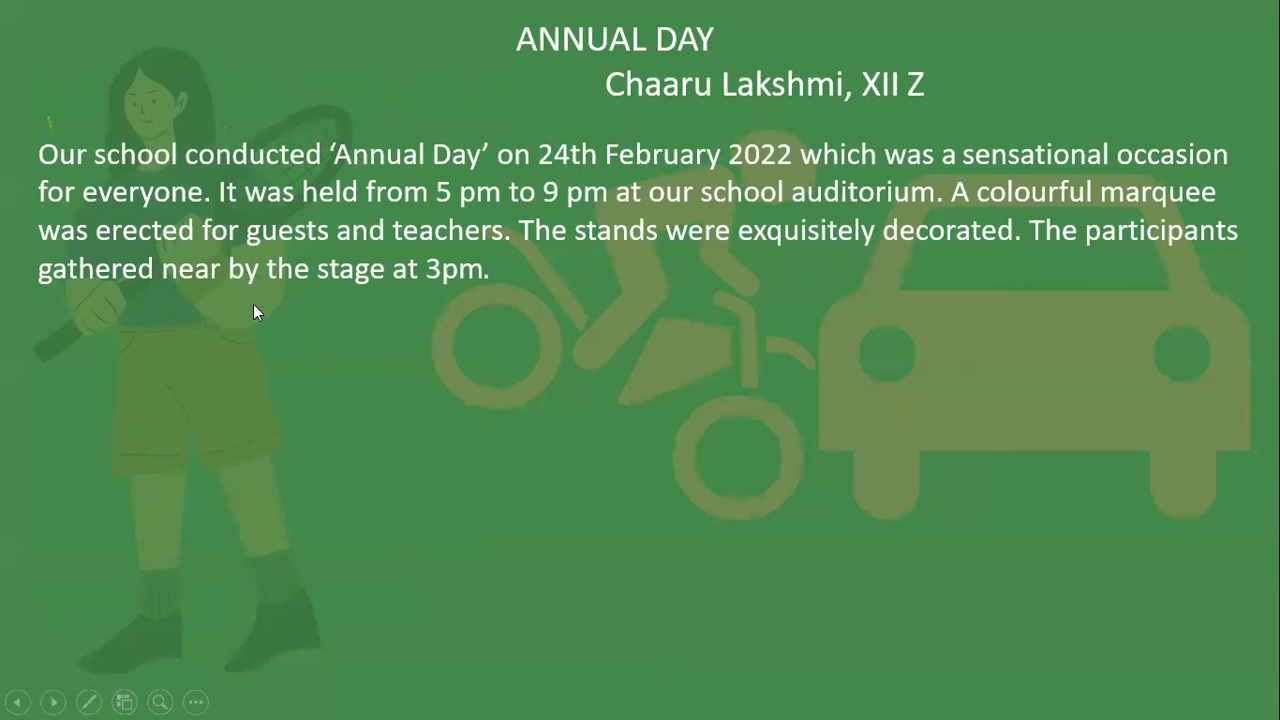 ANNUAL DAY
Chaaru Lakshmi, XII Z
Our school conducted ‘Annual Day’ on 24th February 2022 which was a sensational occasion
for everyone. It was held from 5 pm to 9 pm at our school auditorium. A colourful marquee
was erected for guests and teachers. The stands were exquisitely decorated. The participants
gathered near by the stage at 3pm.